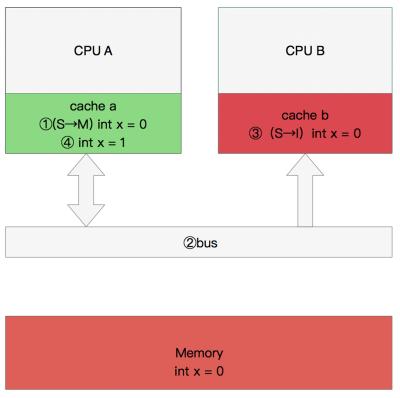 CPU A
CPU B
cache a
①(S→M) int x = 0
④ int x = 1
cache b
③（S→I）int x = 0
②bus
Memory
int x = 0